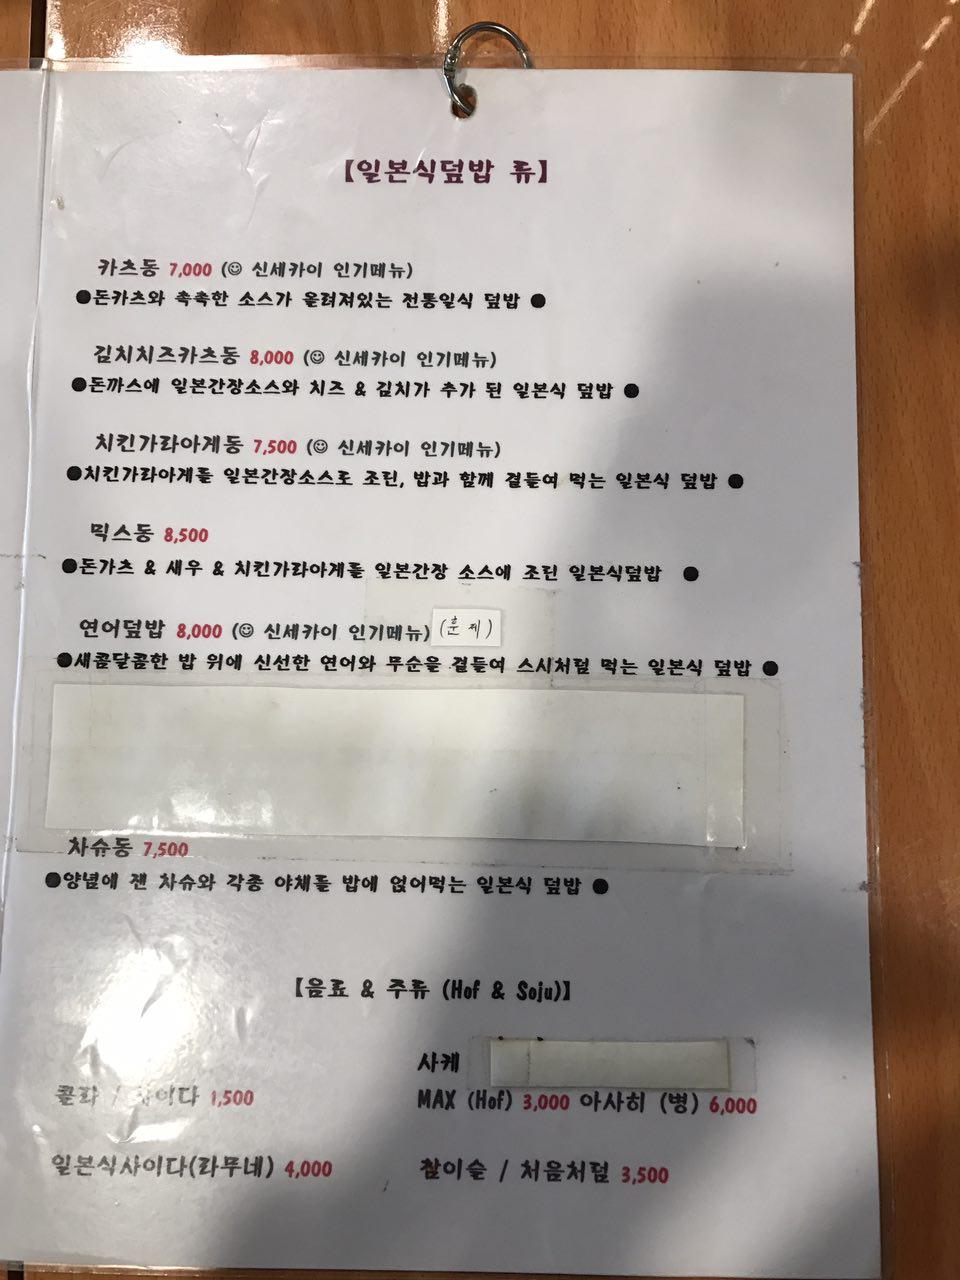 【일본식덮밥 류】
카츠동 7,000 (☺ 신세카이 인기메뉴)
●돈카츠와 촉촉한 소스가 올려져있는 전통일식 덮밥 ●
김치치즈카츠동 8,000 (☺ 신세카이 인기메뉴)
●돈까스에 일본간장소스와 치즈 & 김치가 추가 된 일본식 덮밥 ●
치킨가라아게동 7,500 (☺ 신세카이 인기메뉴)
●치킨가라아게를 일본간장소스로 조린, 밥과 함께 곁들여 먹는 일본식 덮밥 ●
믹스동 8,500
●돈가츠 & 새우 & 치킨가라아게를 일본간장 소스에 조린 일본식덮밥 ●
연어덮밥 8,000 (☺ 신세카이 인기메뉴) (훈제)
●새콤달콤한 밥 위에 신선한 연어와 무순을 곁들여 스시처럼 먹는 일본식 덮밥 ●
차슈동 7,500
●양념에 잰 차슈와 각종 야채를 밥에 얹어먹는 일본식 덮밥 ●
【음료 & 주류 (Hof & Soju)】
사케
콜라 / 사이다 1,500
MAX (Hof) 3,000 아사히 (병) 6,000
일본식사이다(라무네) 4,000
참이슬 / 처음처럼 3,500